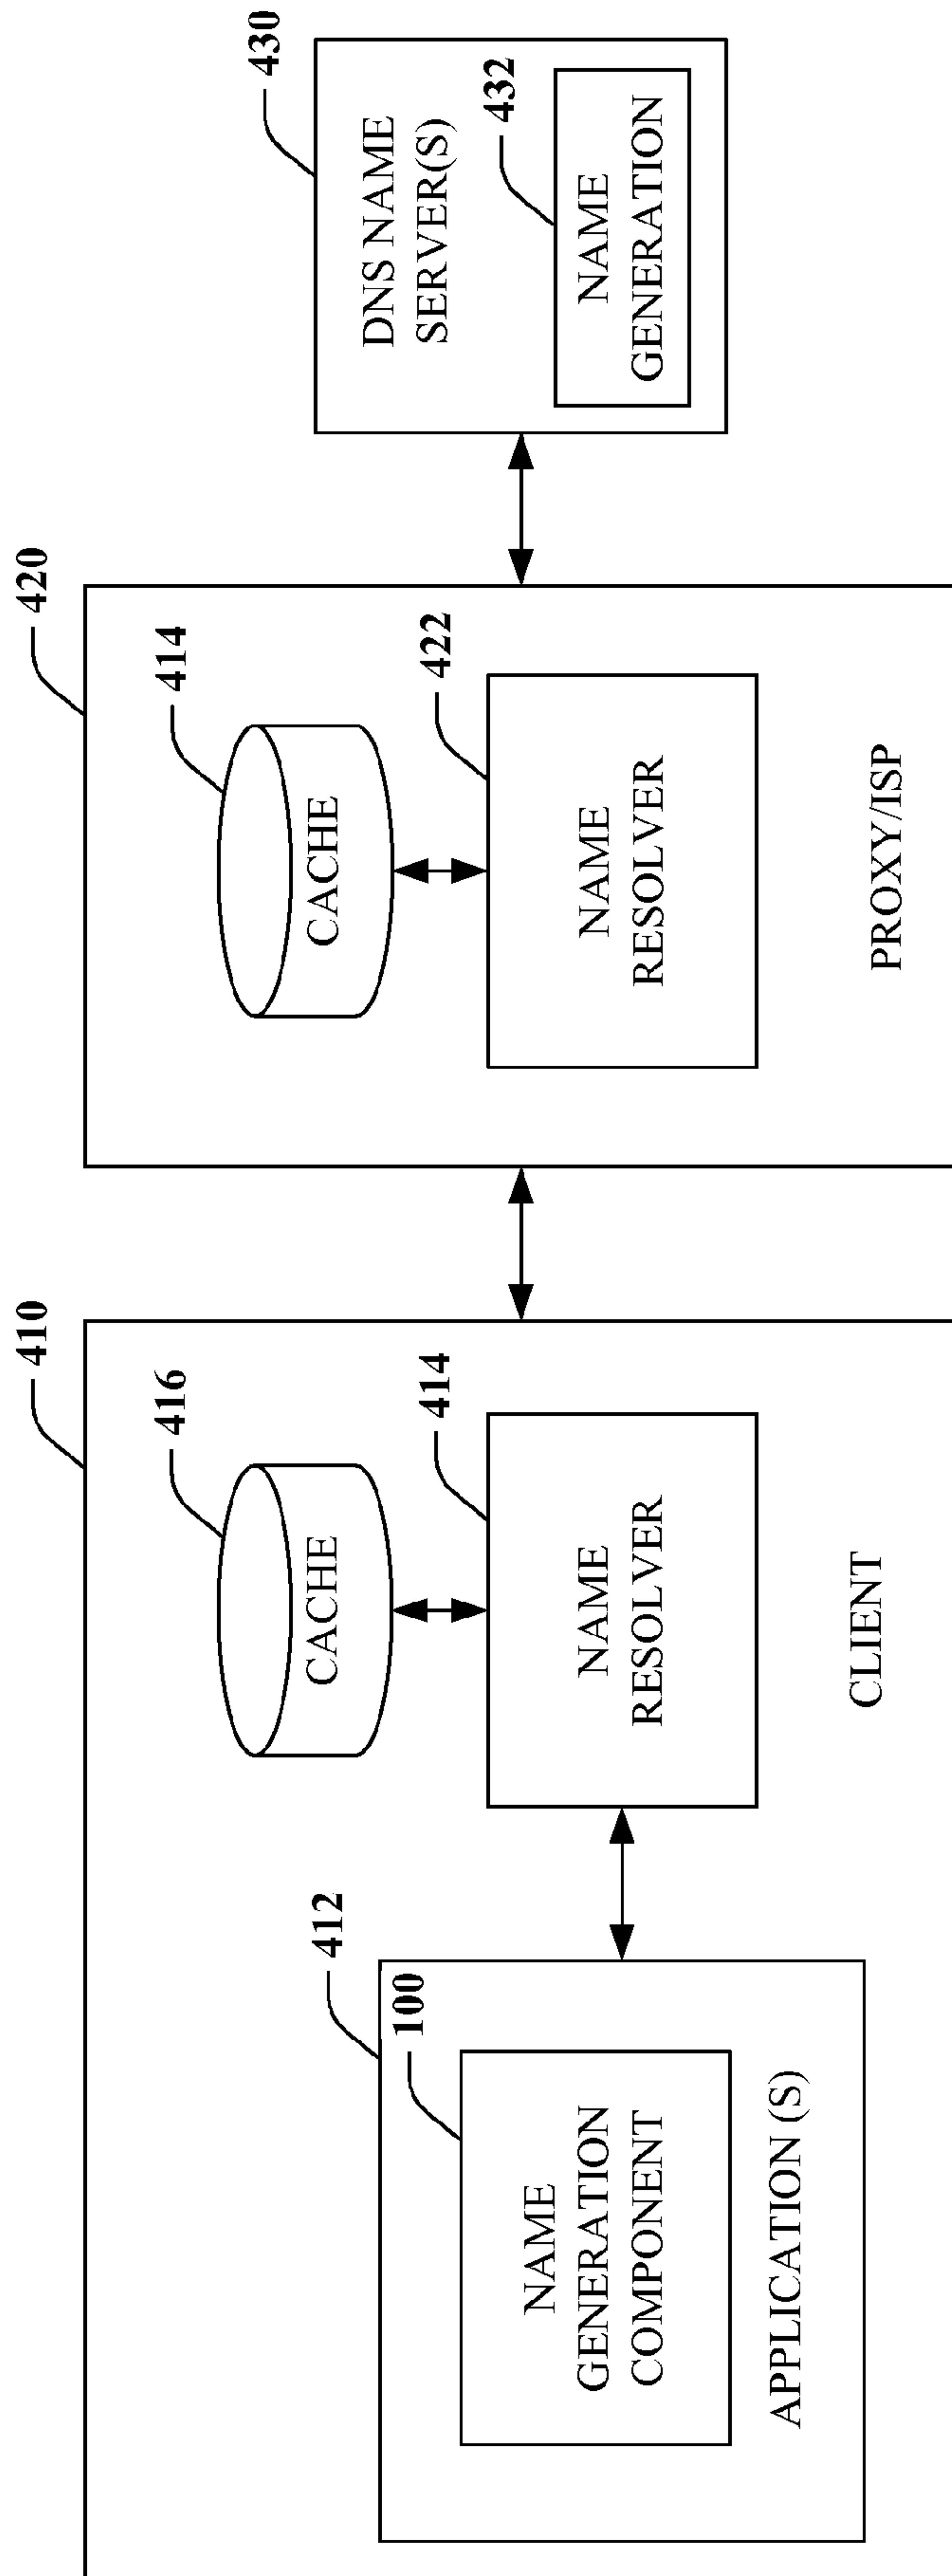 410
412
100
NAME
GENERATION
COMPONENT
APPLICATION (S)
416
CACHE
414
NAME
RESOLVER
CLIENT
420
414
CACHE
422
NAME
RESOLVER
PROXY/ISP
430
DNS NAME
SERVER(S)
432
NAME
GENERATION